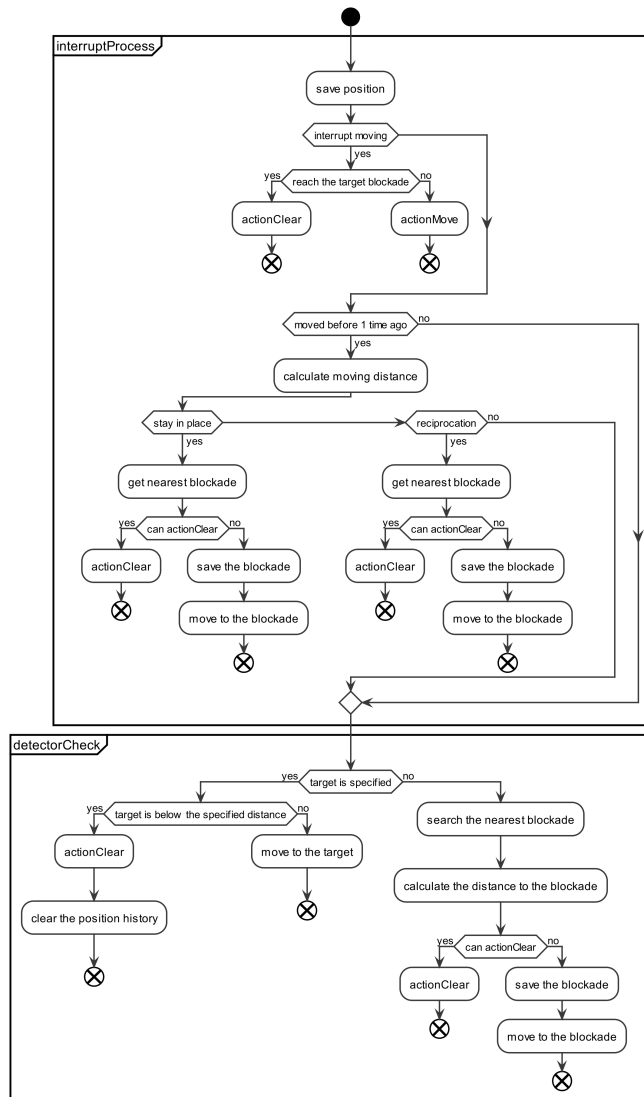 interruptProcess
save position
interrupt moving
yes
yes
reach the target blockade
no
actionClear
actionMove
moved before 1 time ago
no
yes
calculate moving distance
stay in place
reciprocation
no
yes
yes
get nearest blockade
get nearest blockade
yes
can actionClear
no
yes
can actionClear
no
actionClear
save the blockade
actionClear
save the blockade
move to the blockade
move to the blockade
detectorCheck
yes
target is specified
no
yes
target is below the specified distance
no
search the nearest blockade
actionClear
move to the target
calculate the distance to the blockade
clear the position history
yes
can actionClear
no
actionClear
save the blockade
move to the blockade